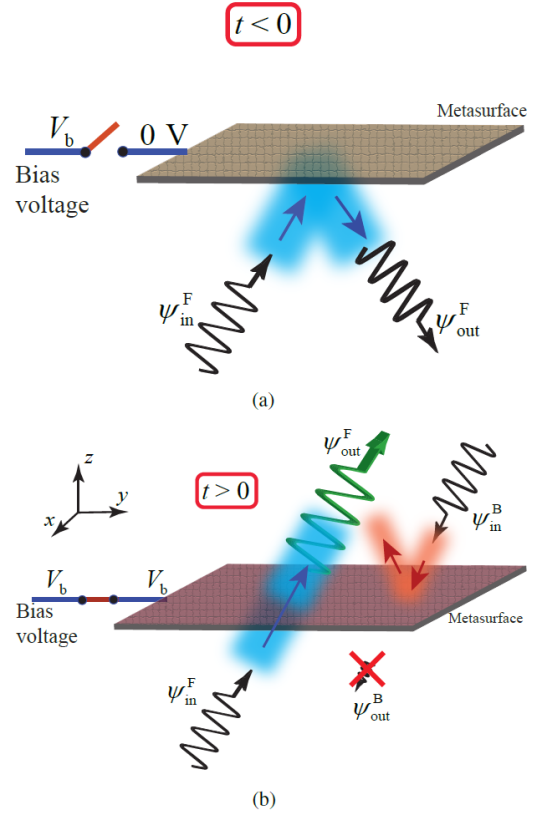 t < 0
Metasurface
V_b 0 V
Bias
voltage
ψ_in^F
ψ_out^F
(a)
ψ_out^F
z
t > 0
y
ψ_in^B
x
V_b V_b
Bias
voltage
Metasurface
ψ_in^F
ψ_out^B
(b)